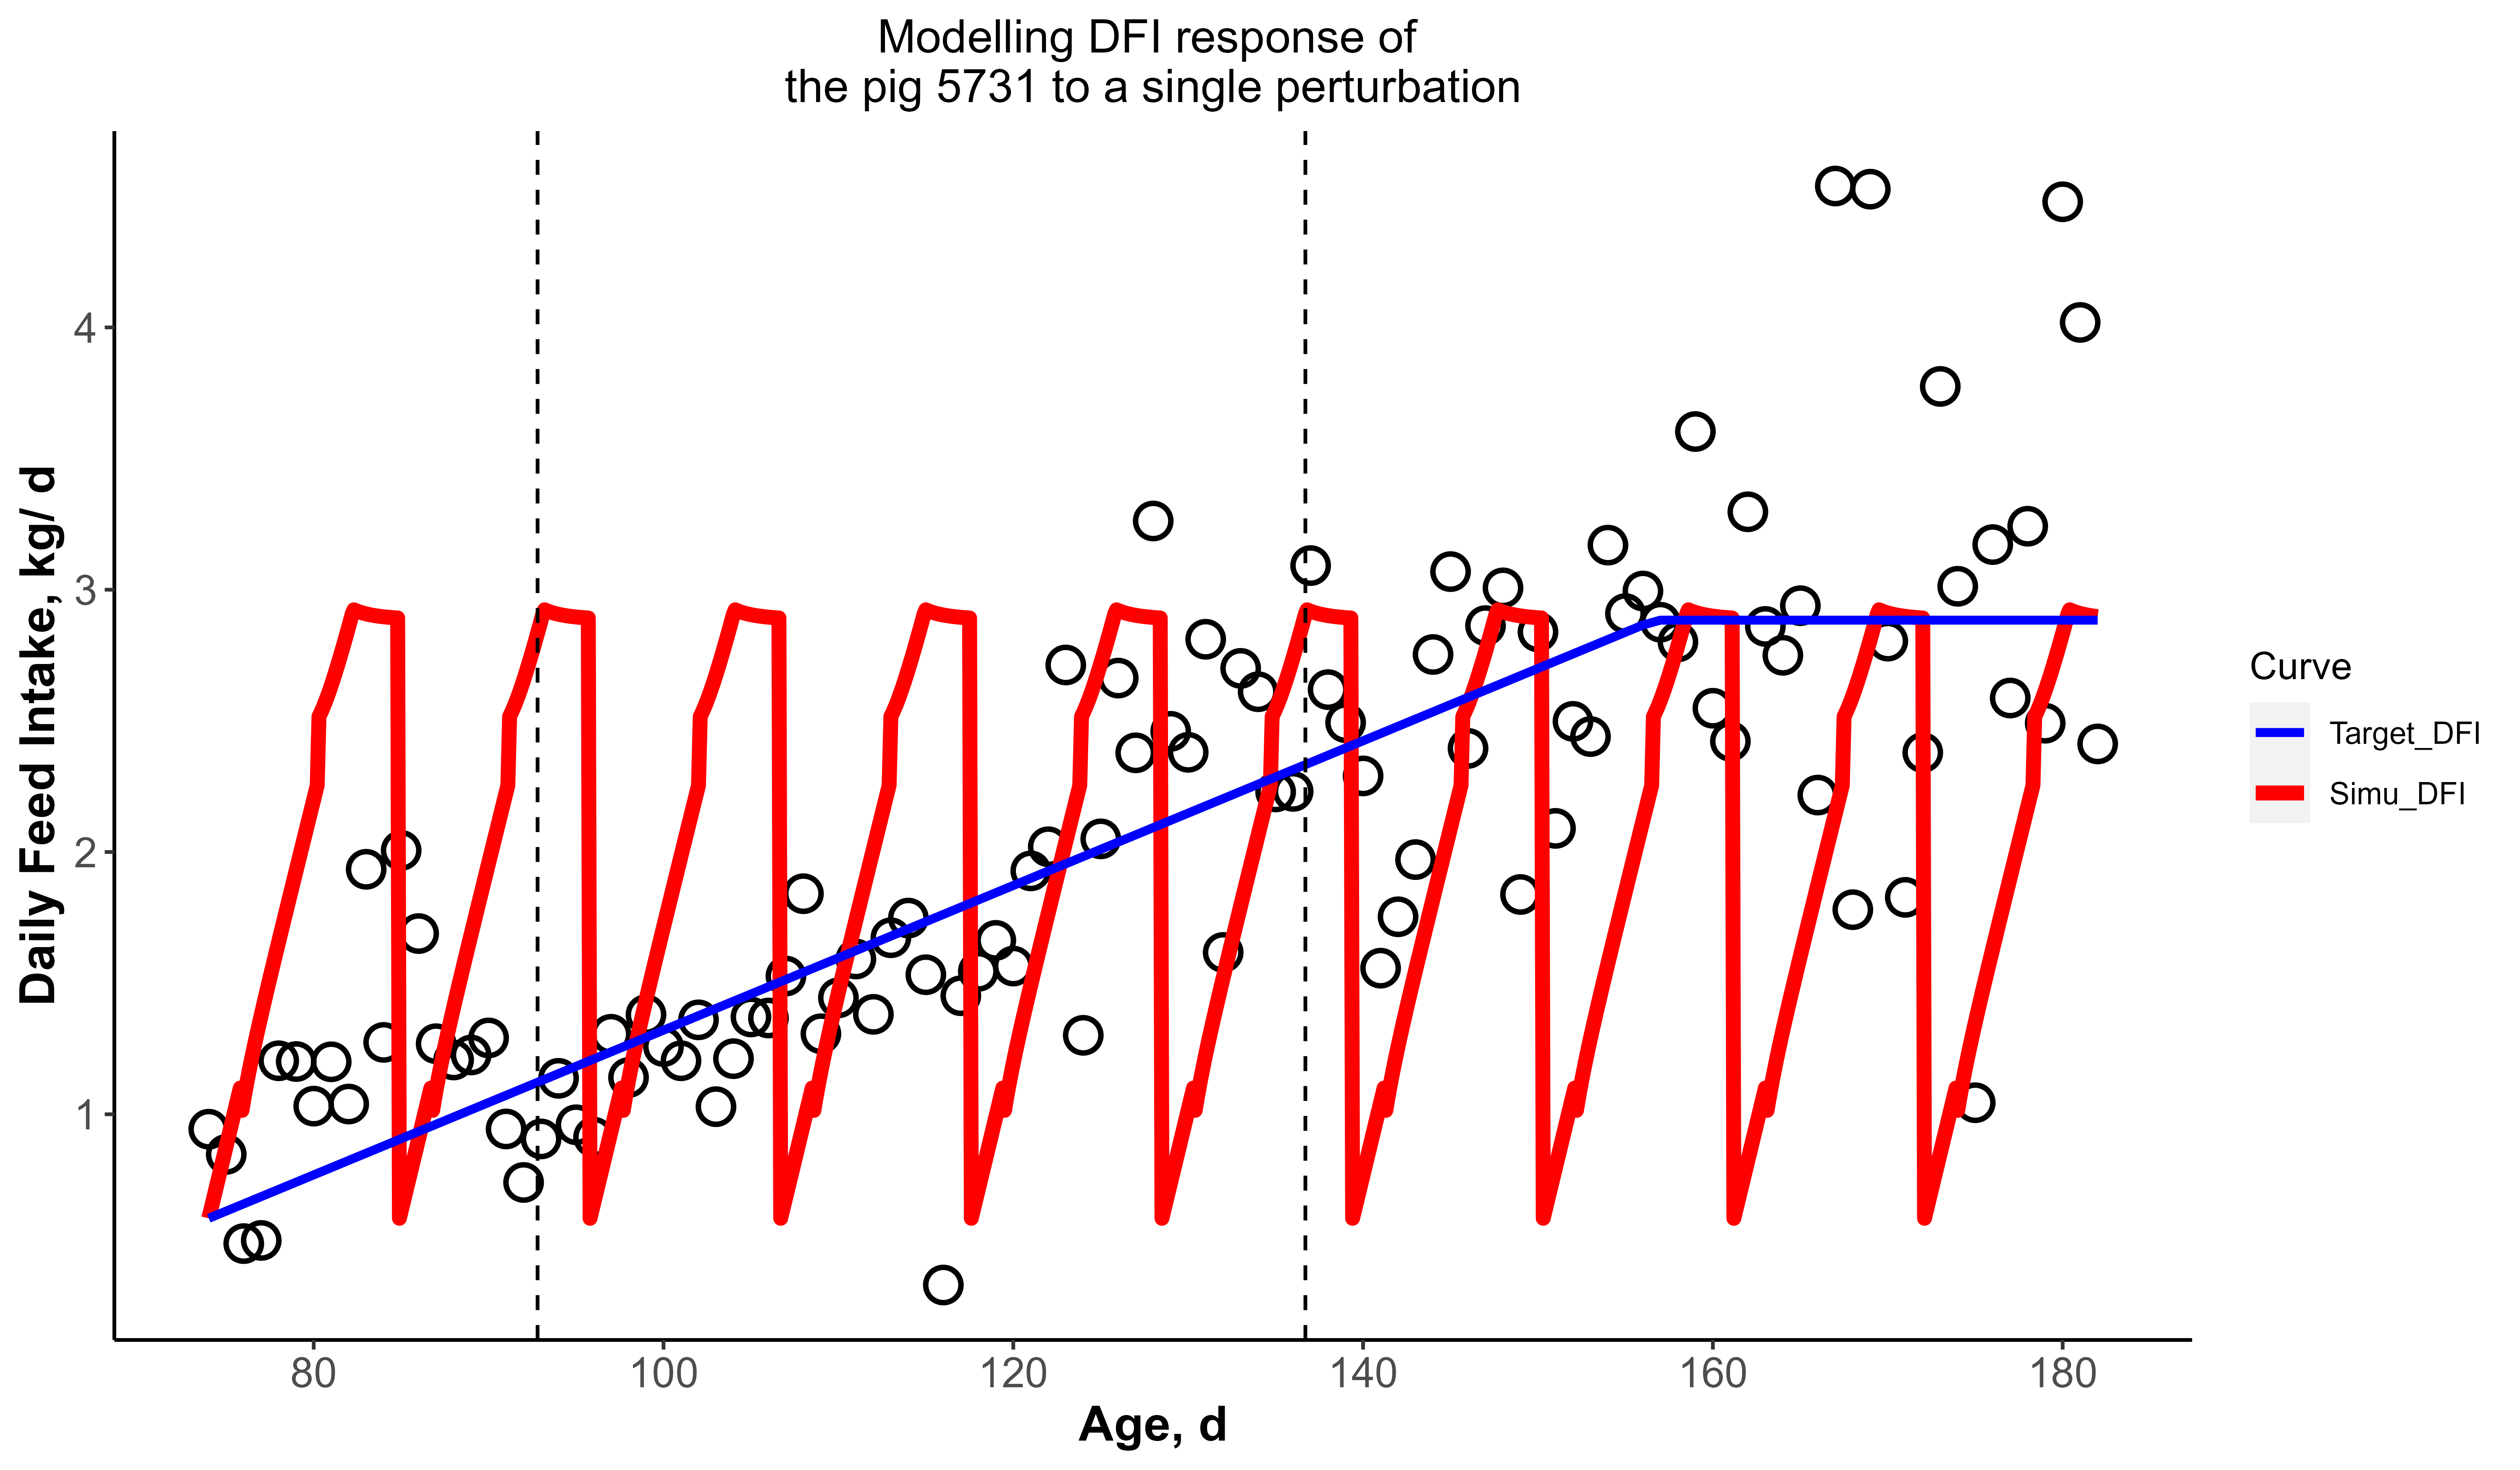 Modelling DFI response of
the pig 5731 to a single perturbation
Daily Feed Intake, kg/ d
4
3
2
1
80
100
120
140
160
180
Age, d
Curve
Target_DFI
Simu_DFI